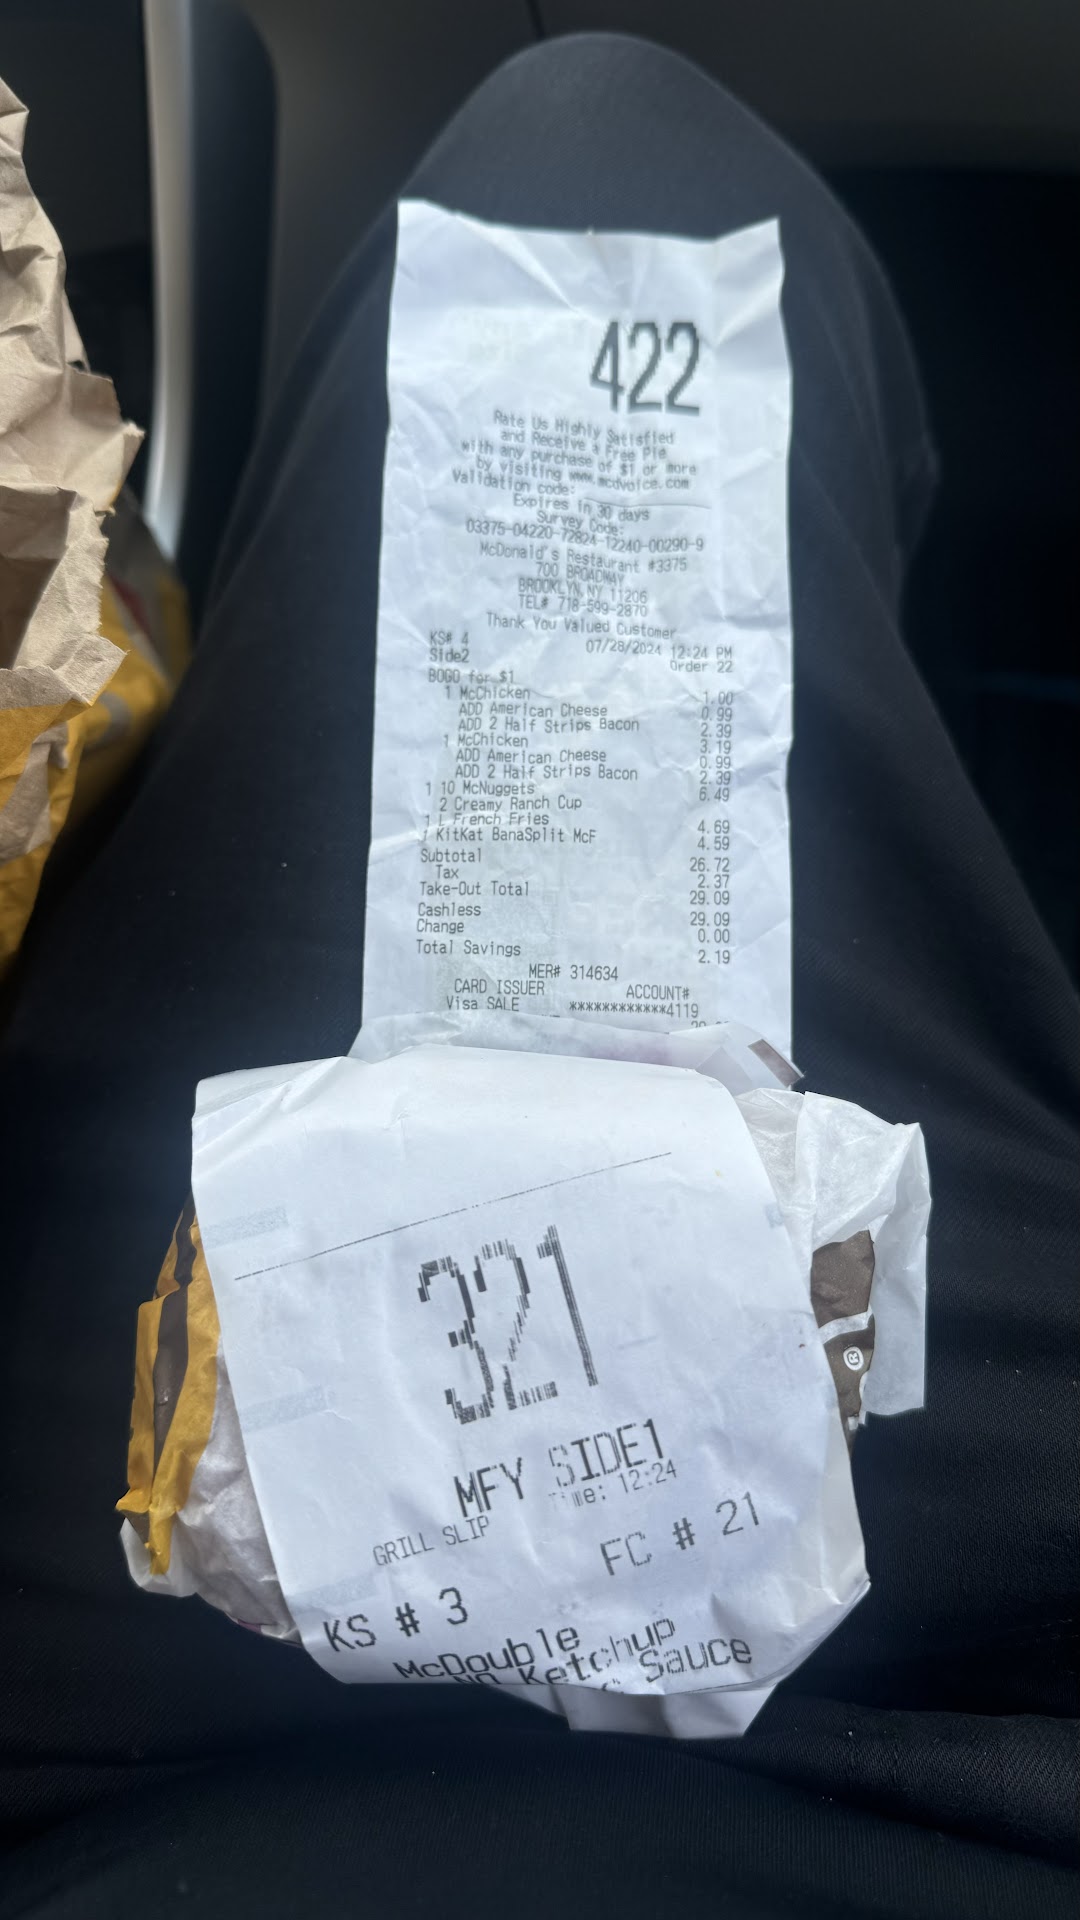 422
Rate Us Highly Satisfied
and Receive a Free Pie
with any purchase of $1 or more
by visiting www.mcdvoice.com
Validation code:
Expires in 30 days
Survey Code:
03375-04220-72824-12240-00290-9
McDonald's Restaurant #3375
700 BROADWAY
BROOKLYN, NY 11206
TEL# 718-599-2870
Thank You Valued Customer
KS# 4 07/28/2024 12:24 PM
Side2 Order 22
BOGO for $1
1 McChicken 1.00
ADD American Cheese 0.99
ADD 2 Half Strips Bacon 2.39
1 McChicken 3.19
ADD American Cheese 0.99
ADD 2 Half Strips Bacon 2.39
1 10 McNuggets 6.49
2 Creamy Ranch Cup
1 L French Fries 4.69
1 KitKat BanaSplit McF 4.59
Subtotal 26.72
Tax 2.37
Take-Out Total 29.09
Cashless 29.09
Change 0.00
Total Savings 2.19
MER# 314634
CARD ISSUER ACCOUNT#
Visa SALE ************4119
321
MFY SIDE1
Time: 12:24
GRILL SLIP
FC # 21
KS # 3
McDouble
NO Ketchup
Sauce
®